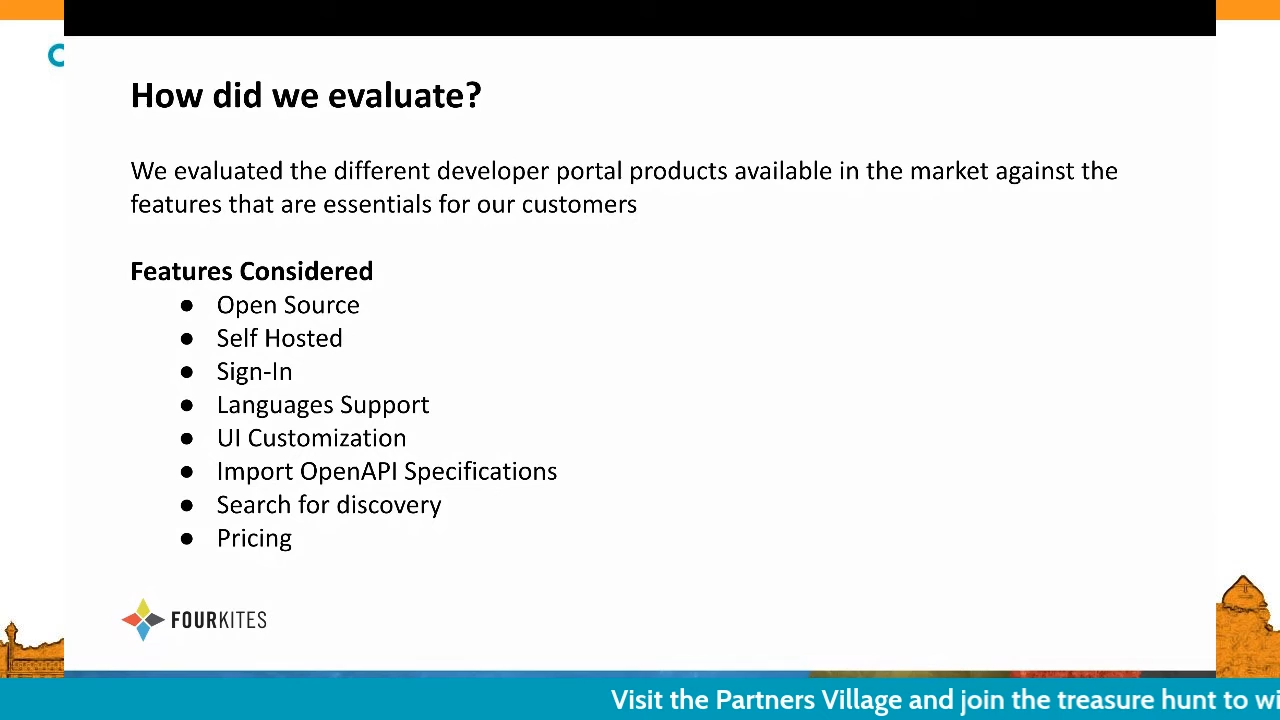 How did we evaluate?
We evaluated the different developer portal products available in the market against the
features that are essentials for our customers
Features Considered
● Open Source
● Self Hosted
● Sign-In
● Languages Support
● UI Customization
● Import OpenAPI Specifications
● Search for discovery
● Pricing
FOURKITES
Visit the Partners Village and join the treasure hunt to wi